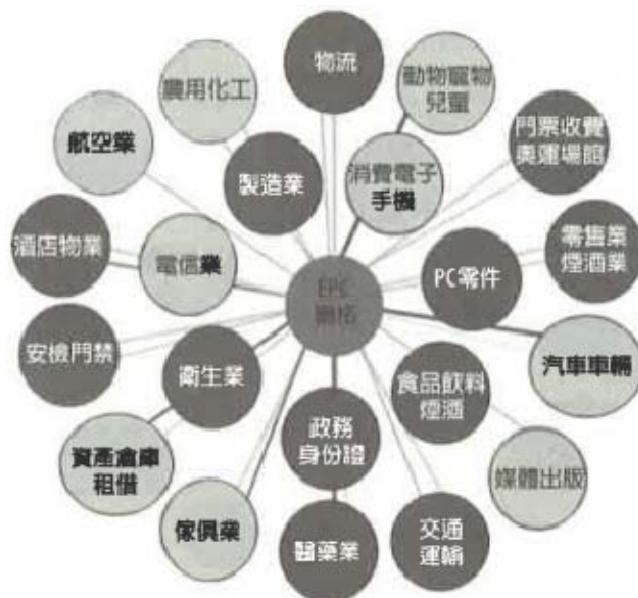 物流
動物寵物
兒童
農用化工
航空業
製造業
消費電子
手機
門票收費
奧運場館
酒店物業
電信業
PC零件
零售業
煙酒業
EPC
網格
安檢門禁
衛生業
食品飲料
煙酒
汽車車輛
資產倉庫
租借
政務
身份證
媒體出版
傢俱業
醫藥業
交通
運輸